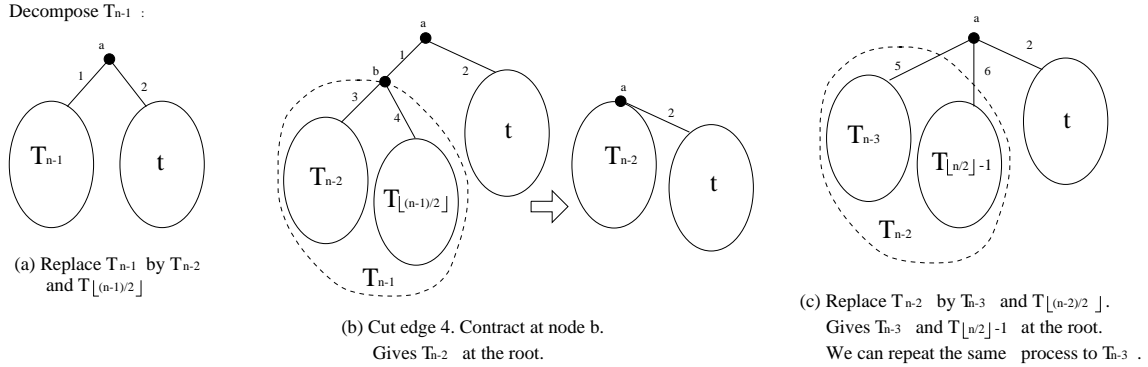 Decompose Tn-1 :
a
1
2
Tn-1
t
(a) Replace Tn-1 by Tn-2
and T⌊(n-1)/2⌋
a
1
2
b
3
4
Tn-2
T⌊(n-1)/2⌋
t
Tn-1
a
2
Tn-2
t
(b) Cut edge 4. Contract at node b.
Gives Tn-2 at the root.
a
5
6
2
Tn-3
T⌊n/2⌋-1
t
Tn-2
(c) Replace Tn-2 by Tn-3 and T⌊(n-2)/2⌋.
Gives Tn-3 and T⌊n/2⌋-1 at the root.
We can repeat the same process to Tn-3 .